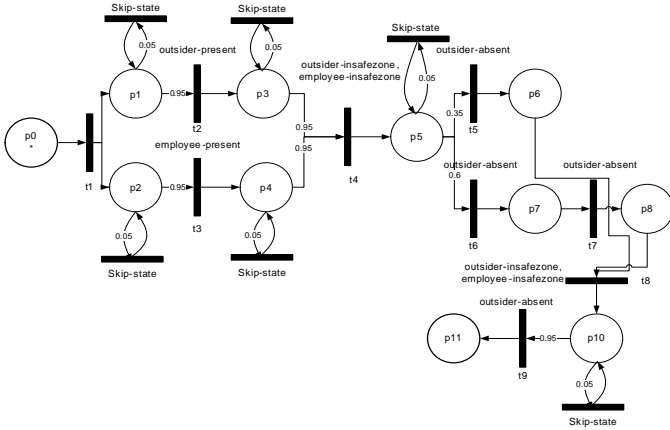 Skip-state
Skip-state
Skip-state
0.05
0.05
0.05
outsider-present
outsider-absent
outsider-insafezone,
employee-insafezone
p1
0.95
p3
p6
t2
t5
0.35
p0
*
0.95
0.95
p5
employee-present
t1
t4
outsider-absent
outsider-absent
0.6
p2
0.95
p4
p7
p8
t3
t6
t7
0.05
0.05
Skip-state
Skip-state
outsider-insafezone,
employee-insafezone
t8
outsider-absent
p11
0.95
p10
t9
0.05
Skip-state